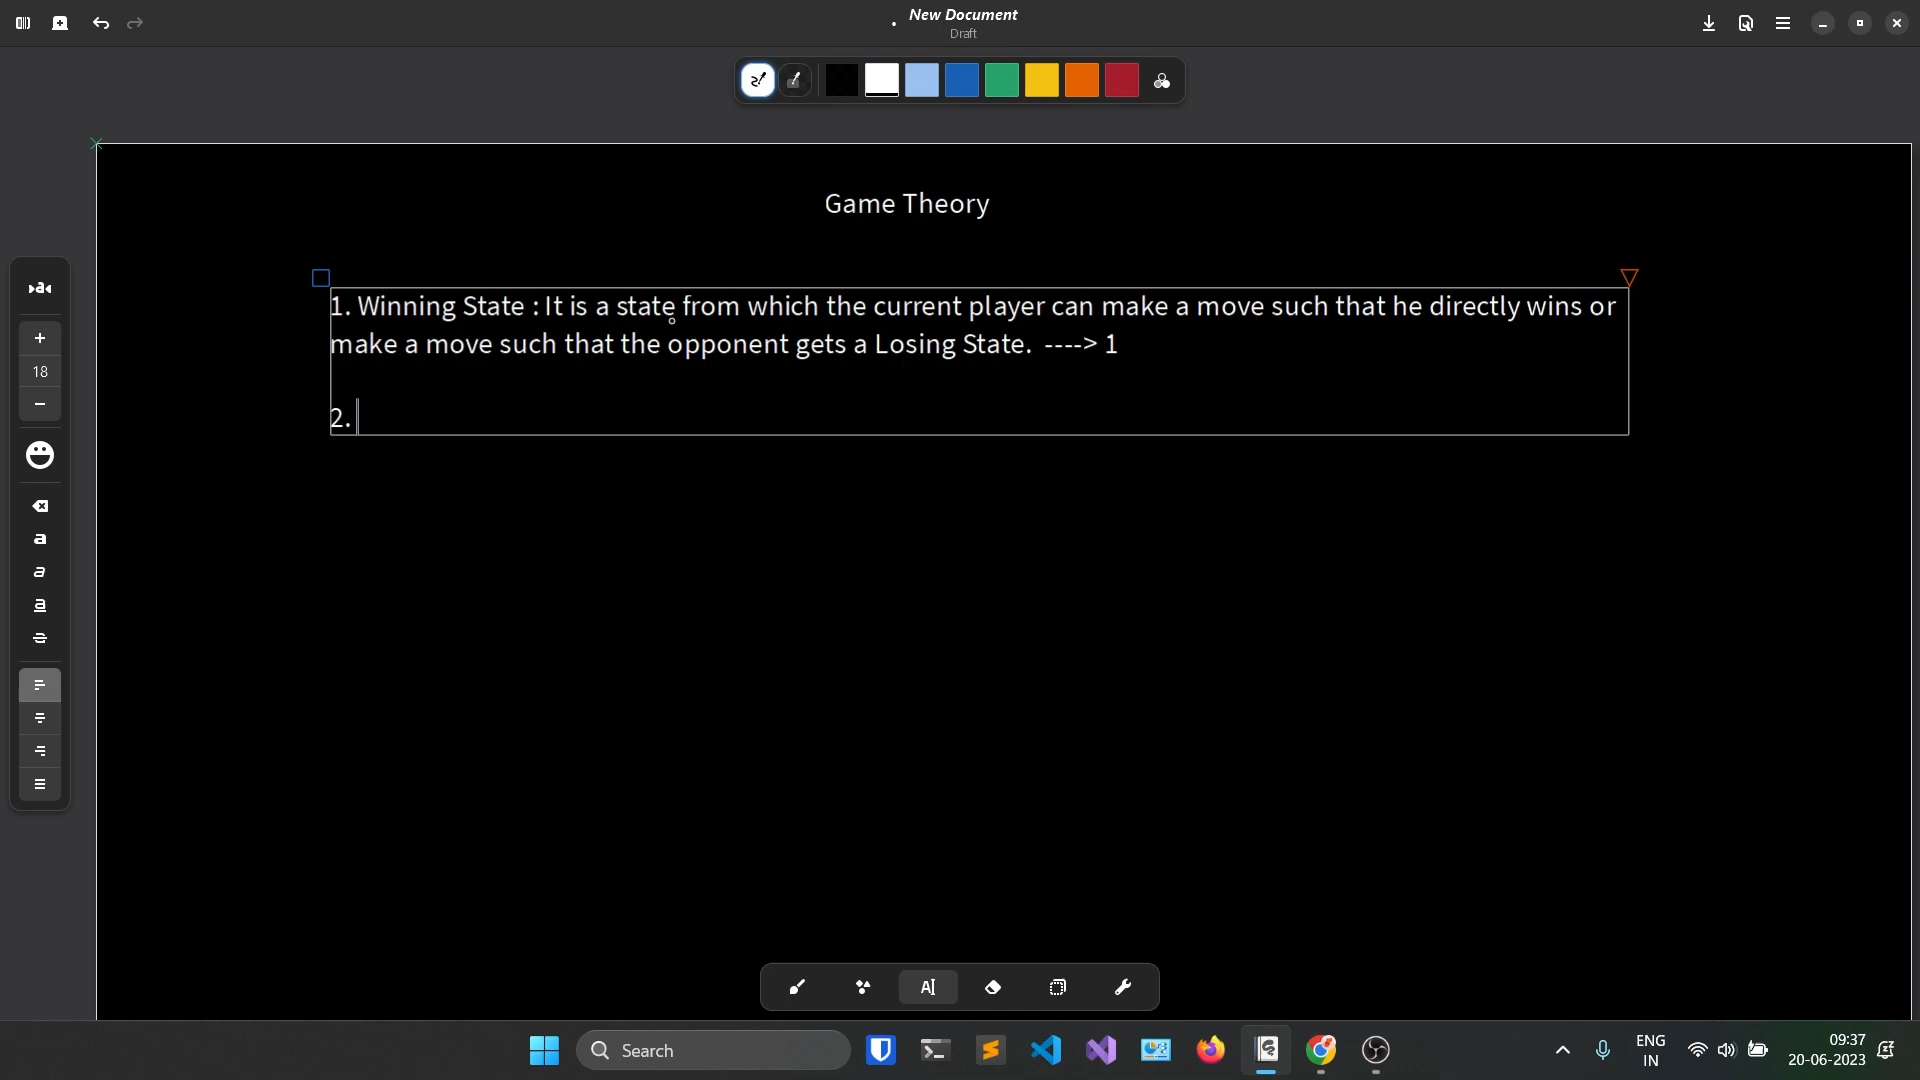 New Document
Draft
Game Theory
1. Winning State : It is a state from which the current player can make a move such that he directly wins or
make a move such that the opponent gets a Losing State.  ----> 1
2.
18
a
a
a
a
a
AI
Search
ENG
IN
09:37
20-06-2023